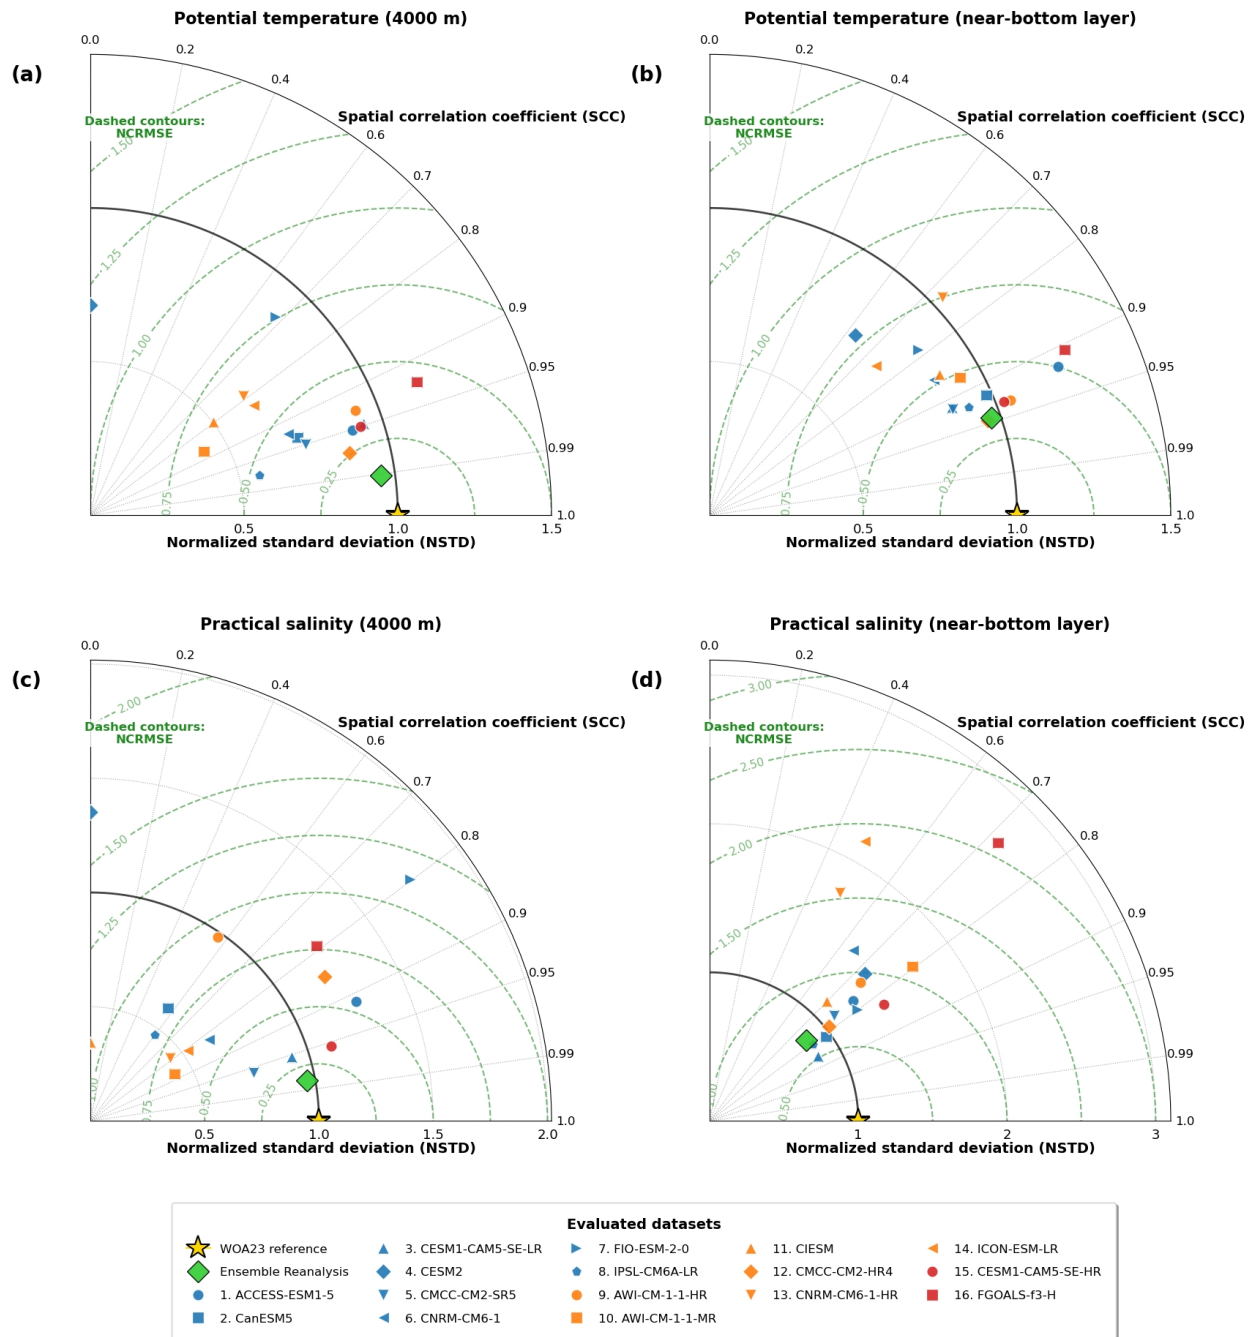 Potential temperature (4000 m)
(a)
0.0
0.2
0.4
Spatial correlation coefficient (SCC)
0.6
0.7
0.8
0.9
0.95
0.99
1.0
Dashed contours:
NCRMSE
1.50
1.25
1.00
0.75
0.50
0.25
0.5
1.0
1.5
Normalized standard deviation (NSTD)
Potential temperature (near-bottom layer)
(b)
0.0
0.2
0.4
Spatial correlation coefficient (SCC)
0.6
0.7
0.8
0.9
0.95
0.99
1.0
Dashed contours:
NCRMSE
1.50
1.25
1.00
0.75
0.50
0.25
0.5
1.0
1.5
Normalized standard deviation (NSTD)
Practical salinity (4000 m)
(c)
0.0
0.2
0.4
Spatial correlation coefficient (SCC)
0.6
0.7
0.8
0.9
0.95
0.99
1.0
Dashed contours:
NCRMSE
2.00
1.50
1.25
1.00
0.75
0.50
0.25
0.5
1.0
1.5
2.0
Normalized standard deviation (NSTD)
Practical salinity (near-bottom layer)
(d)
0.0
0.2
0.4
Spatial correlation coefficient (SCC)
0.6
0.7
0.8
0.9
0.95
0.99
1.0
Dashed contours:
NCRMSE
3.00
2.50
2.00
1.50
1.00
0.50
1
2
3
Normalized standard deviation (NSTD)
Evaluated datasets
WOA23 reference
Ensemble Reanalysis
1. ACCESS-ESM1-5
2. CanESM5
3. CESM1-CAM5-SE-LR
4. CESM2
5. CMCC-CM2-SR5
6. CNRM-CM6-1
7. FIO-ESM-2-0
8. IPSL-CM6A-LR
9. AWI-CM-1-1-HR
10. AWI-CM-1-1-MR
11. CIESM
12. CMCC-CM2-HR4
13. CNRM-CM6-1-HR
14. ICON-ESM-LR
15. CESM1-CAM5-SE-HR
16. FGOALS-f3-H